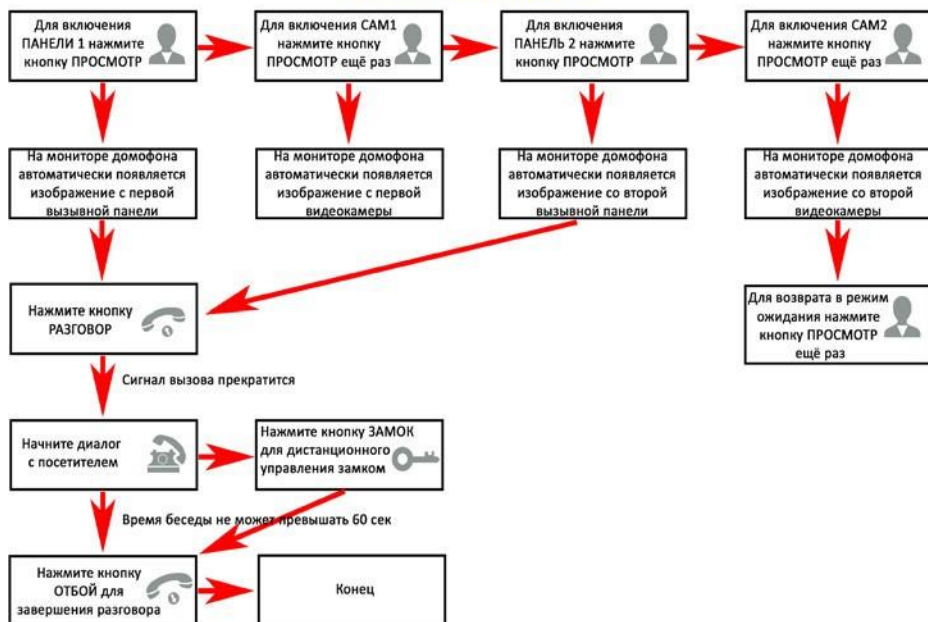 Для включения
ПАНЕЛИ 1 нажмите
кнопку ПРОСМОТР
Для включения CAM1
нажмите кнопку
ПРОСМОТР ещё раз
Для включения
ПАНЕЛЬ 2 нажмите
кнопку ПРОСМОТР
Для включения CAM2
нажмите кнопку
ПРОСМОТР ещё раз
На мониторе домофона
автоматически появляется
изображение с первой
вызывной панели
На мониторе домофона
автоматически появляется
изображение с первой
видеокамеры
На мониторе домофона
автоматически появляется
изображение со второй
вызывной панели
На мониторе домофона
автоматически появляется
изображение со второй
видеокамеры
Нажмите кнопку
РАЗГОВОР
Для возврата в режим
ожидания нажмите
кнопку ПРОСМОТР
ещё раз
Сигнал вызова прекратится
Начните диалог
с посетителем
Нажмите кнопку ЗАМОК
для дистанционного
управления замком
Время беседы не может превышать 60 сек
Нажмите кнопку
ОТБОЙ для
завершения разговора
Конец